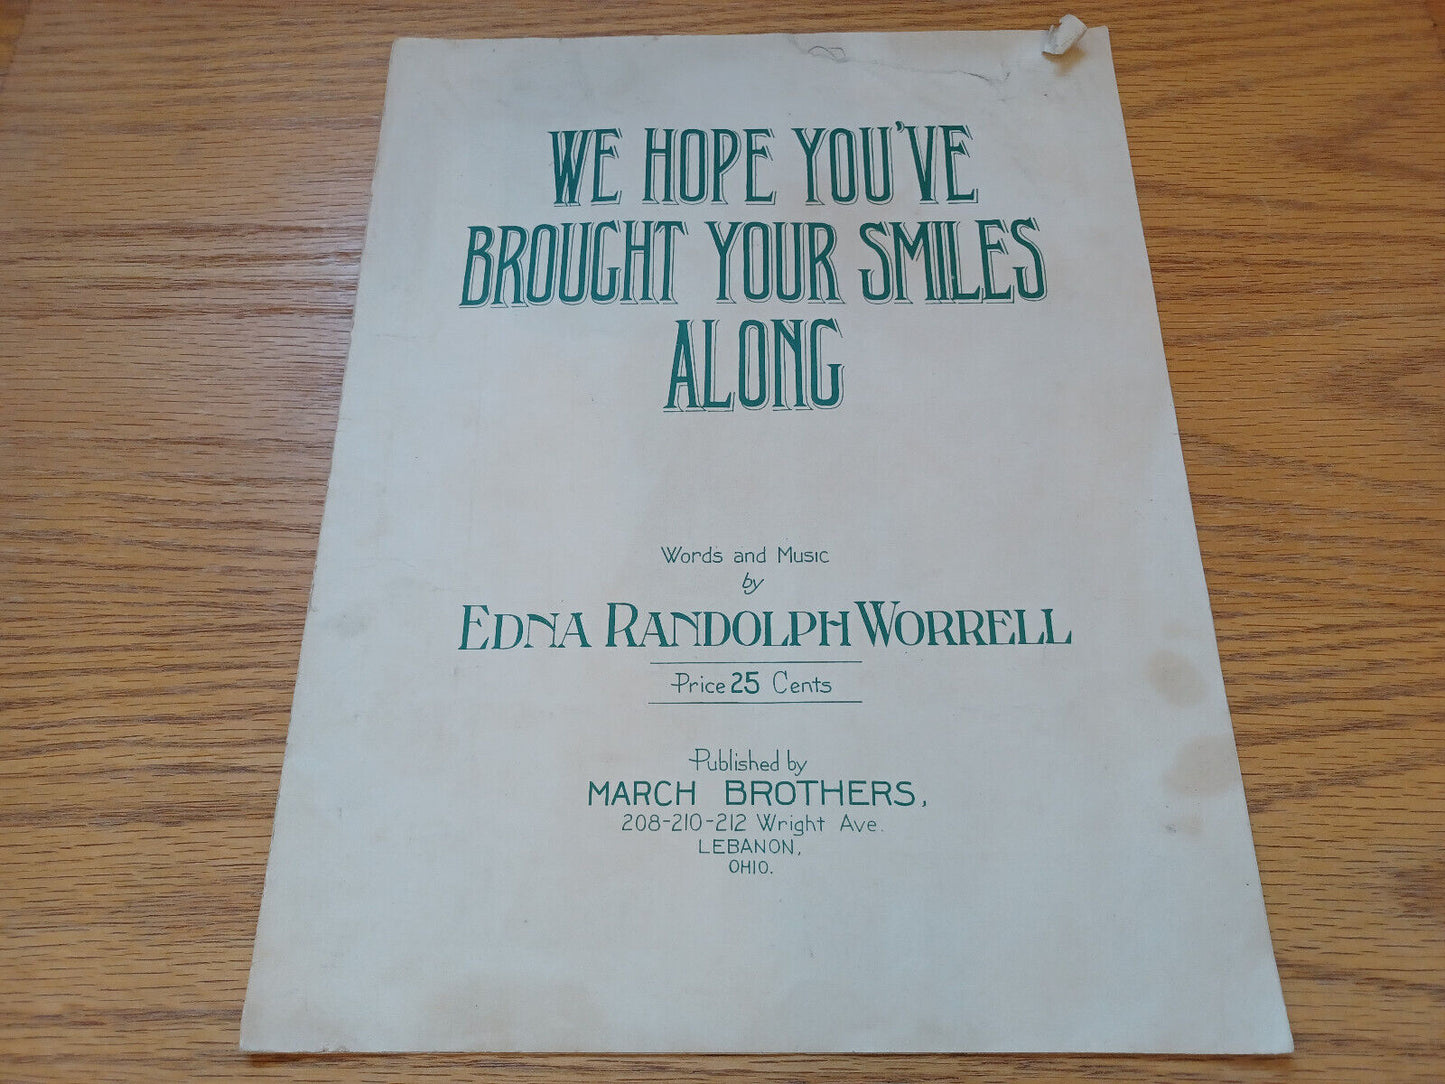 WE HOPE YOU'VE
BROUGHT YOUR SMILES
ALONG
Words and Music
by
EDNA RANDOLPH WORRELL
Price 25 Cents
Published by
MARCH BROTHERS,
208-210-212 Wright Ave.
LEBANON,
OHIO.